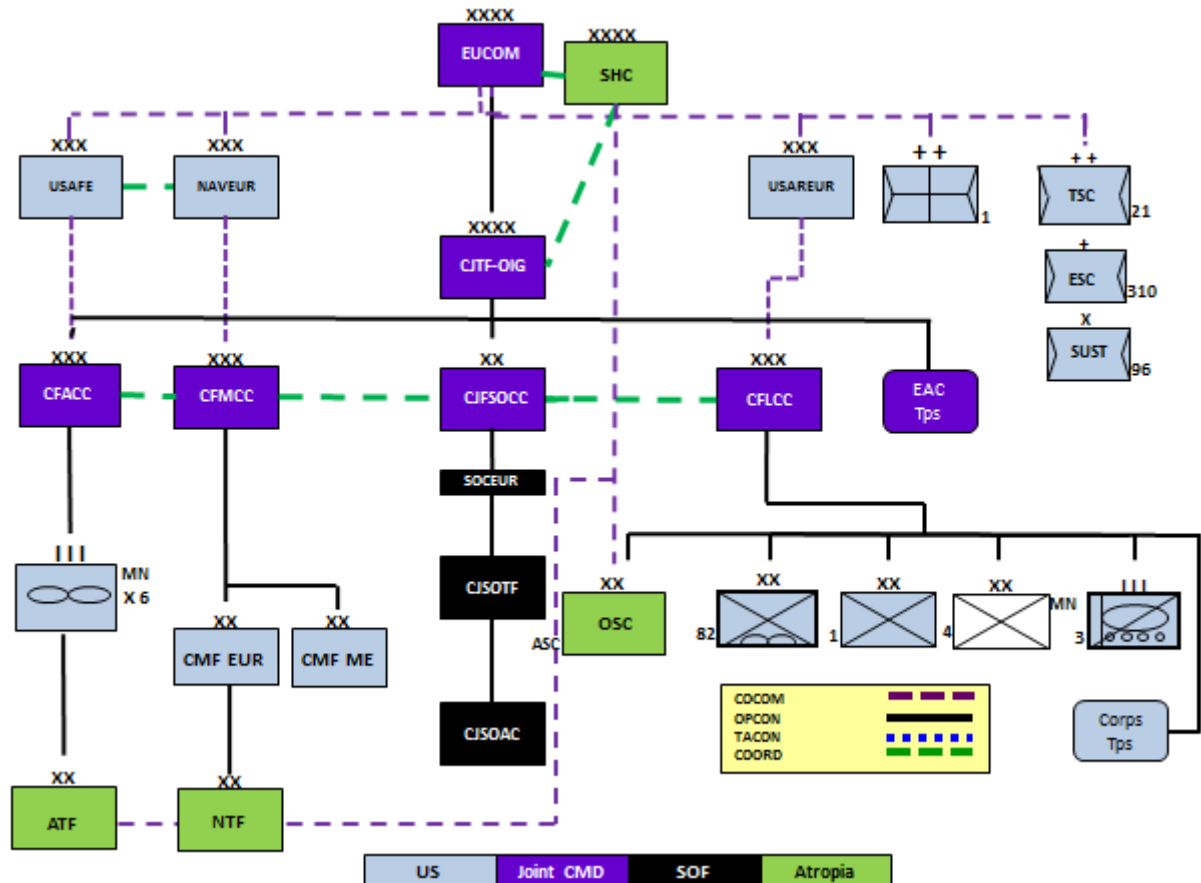 XXXX
EUCOM
XXXX
SHC
XXX
USAFE
XXX
NAVEUR
XXX
USAREUR
+ +
1
+ +
TSC
21
+
ESC
310
X
SUST
96
XXXX
CJTF-OIG
XXX
CFACC
XXX
CFMCC
XX
CJFSOCC
XXX
CFLCC
EAC
Tps
SOCEUR
III
MN
X 6
CJSOTF
XX
ASC
OSC
XX
82
XX
1
XX
4
MN
III
3
XX
CMF EUR
XX
CMF ME
CJSOAC
COCOM
OPCON
TACON
COORD
Corps
Tps
XX
ATF
XX
NTF
US
Joint CMD
SOF
Atropia